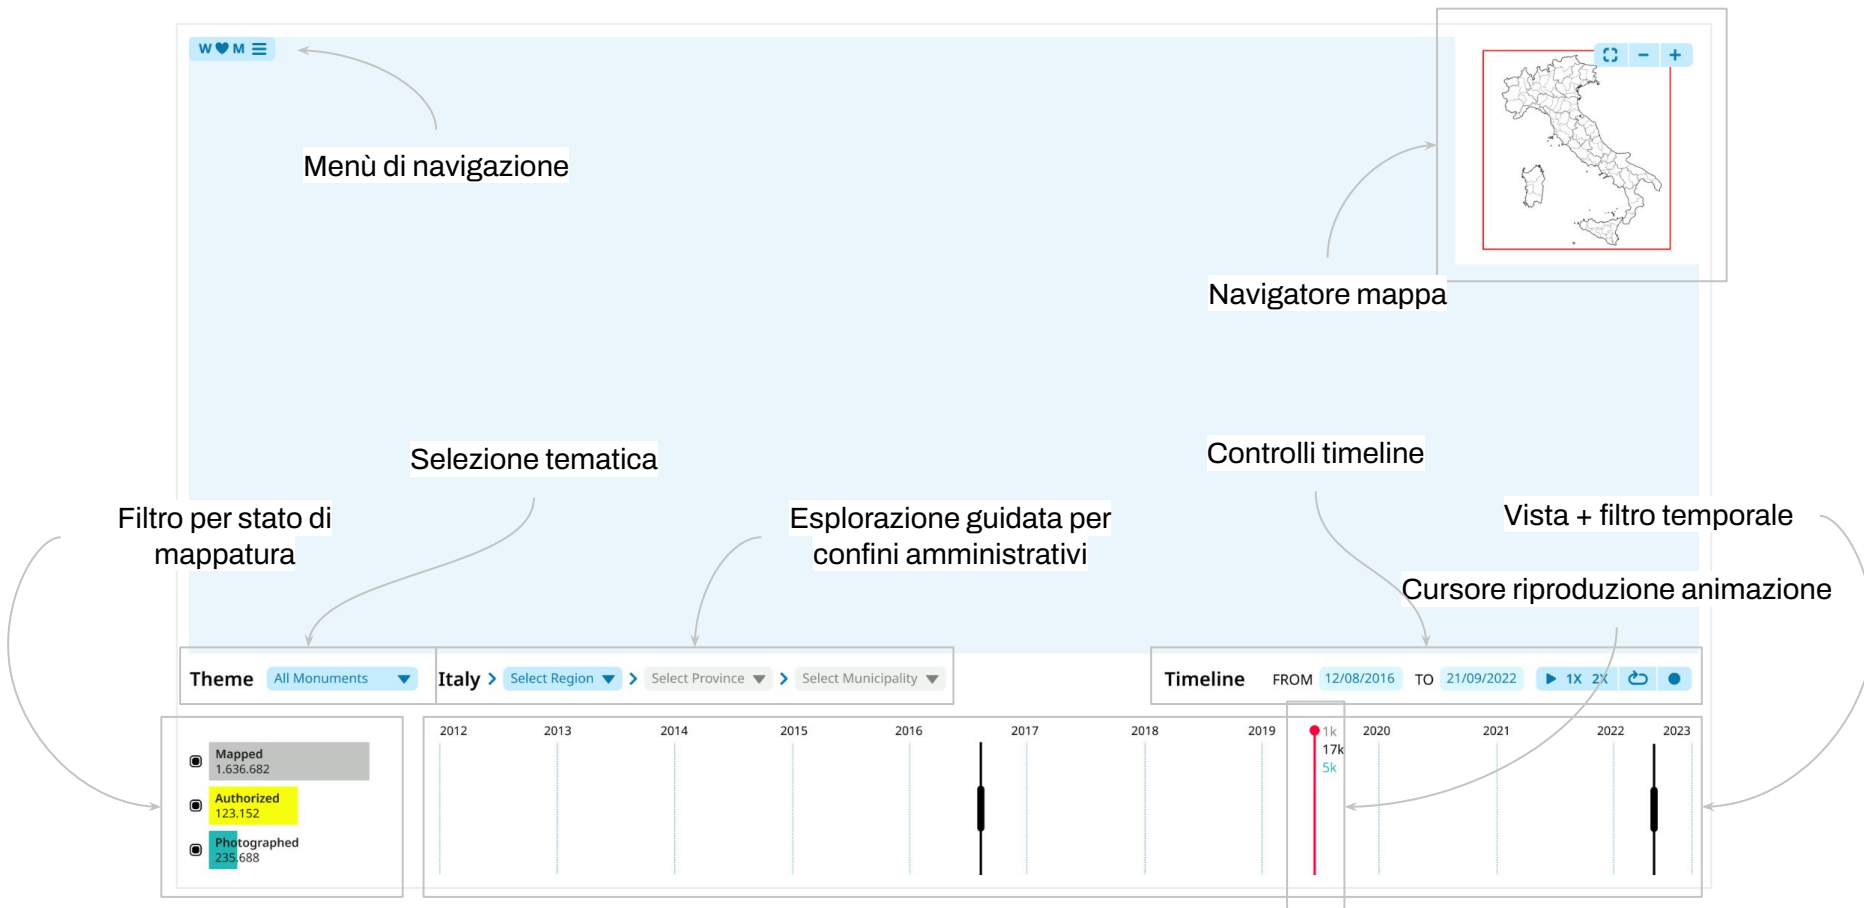 W M
Menù di navigazione
Navigatore mappa
Selezione tematica
Controlli timeline
Filtro per stato di
mappatura
Esplorazione guidata per
confini amministrativi
Vista + filtro temporale
Cursore riproduzione animazione
Theme All Monuments
Italy > Select Region > Select Province > Select Municipality
Timeline FROM 12/08/2016 TO 21/09/2022 1X 2X
2012 2013 2014 2015 2016 2017 2018 2019 2020 2021 2022 2023
1k
17k
5k
Mapped
1.636.682
Authorized
123.152
Photographed
235.688